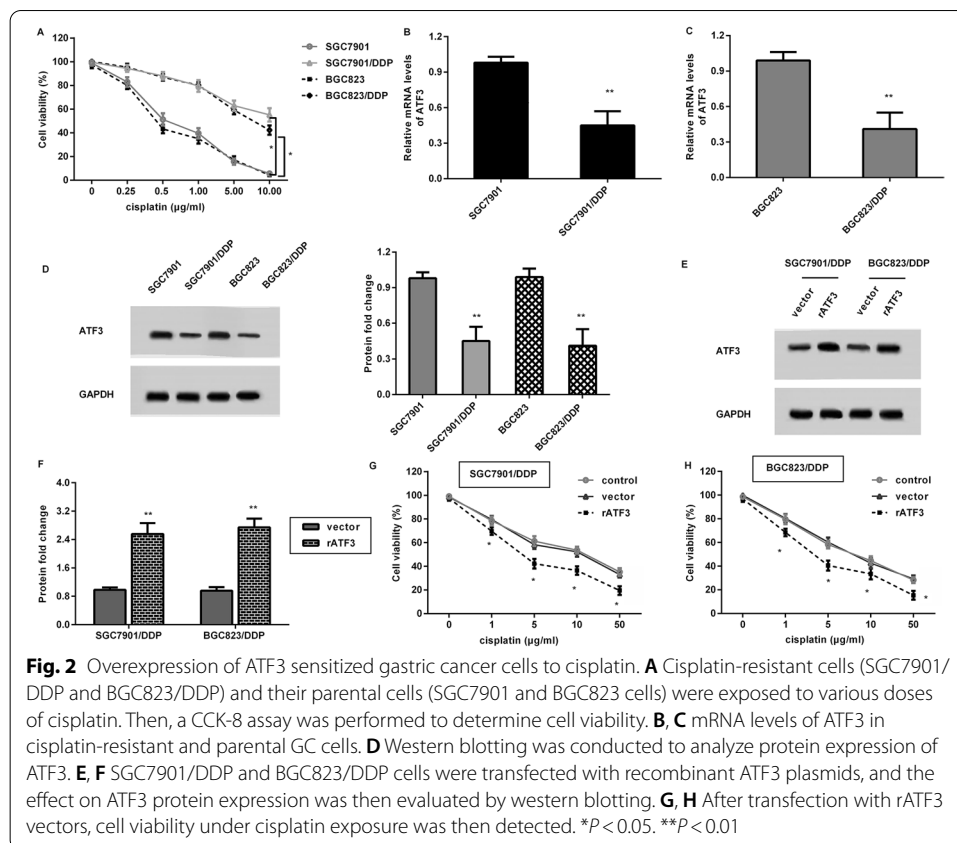 A
120
100
80
60
40
20
0
Cell viability (%)
0 0.25 0.5 1.00 5.00 10.00
cisplatin (μg/ml)
SGC7901
SGC7901/DDP
BGC823
BGC823/DDP
*
*
B
1.2
0.9
0.6
0.3
0.0
Relative mRNA levels
of ATF3
**
SGC7901
SGC7901/DDP
C
1.2
0.9
0.6
0.3
0.0
Relative mRNA levels
of ATF3
**
BGC823
BGC823/DDP
D
SGC7901
SGC7901/DDP
BGC823
BGC823/DDP
ATF3
GAPDH
1.2
0.9
0.6
0.3
0.0
Protein fold change
**
**
SGC7901
SGC7901/DDP
BGC823
BGC823/DDP
E
SGC7901/DDP BGC823/DDP
vector rATF3 vector rATF3
ATF3
GAPDH
F
4.0
3.2
2.4
1.6
0.8
0.0
Protein fold change
**
**
SGC7901/DDP BGC823/DDP
vector
rATF3
G
SGC7901/DDP
120
100
80
60
40
20
0
Cell viability (%)
control
vector
rATF3
*
*
*
*
0 1 5 10 50
cisplatin (μg/ml)
H
BGC823/DDP
120
100
80
60
40
20
0
Cell viability (%)
control
vector
rATF3
*
*
*
*
0 1 5 10 50
cisplatin (μg/ml)
Fig. 2 Overexpression of ATF3 sensitized gastric cancer cells to cisplatin. A Cisplatin-resistant cells (SGC7901/
DDP and BGC823/DDP) and their parental cells (SGC7901 and BGC823 cells) were exposed to various doses
of cisplatin. Then, a CCK-8 assay was performed to determine cell viability. B, C mRNA levels of ATF3 in
cisplatin-resistant and parental GC cells. D Western blotting was conducted to analyze protein expression of
ATF3. E, F SGC7901/DDP and BGC823/DDP cells were transfected with recombinant ATF3 plasmids, and the
effect on ATF3 protein expression was then evaluated by western blotting. G, H After transfection with rATF3
vectors, cell viability under cisplatin exposure was then detected. *P < 0.05. **P < 0.01